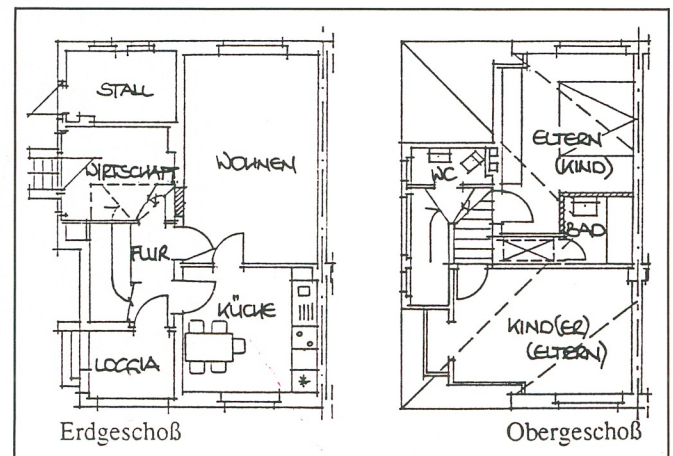 STALL
WIRTSCHAFT
WOHNEN
FLUR
KÜCHE
LOGGIA
Erdgeschoß
ELTERN
(KIND)
WC
BAD
KIND(ER)
(ELTERN)
Obergeschoß